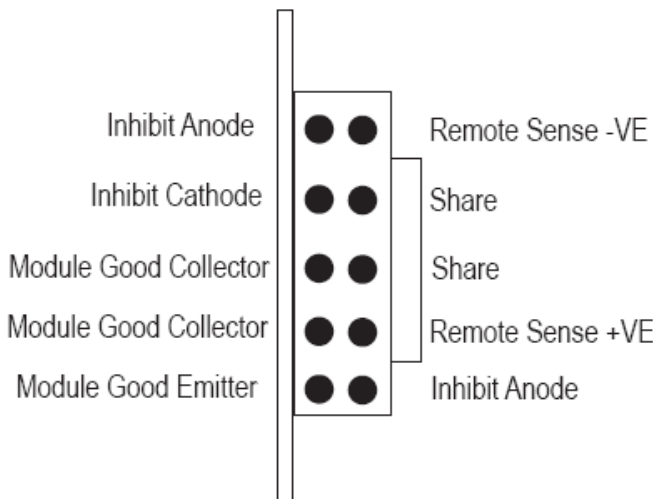 Inhibit Anode
Remote Sense -VE
Inhibit Cathode
Share
Module Good Collector
Share
Module Good Collector
Remote Sense +VE
Module Good Emitter
Inhibit Anode